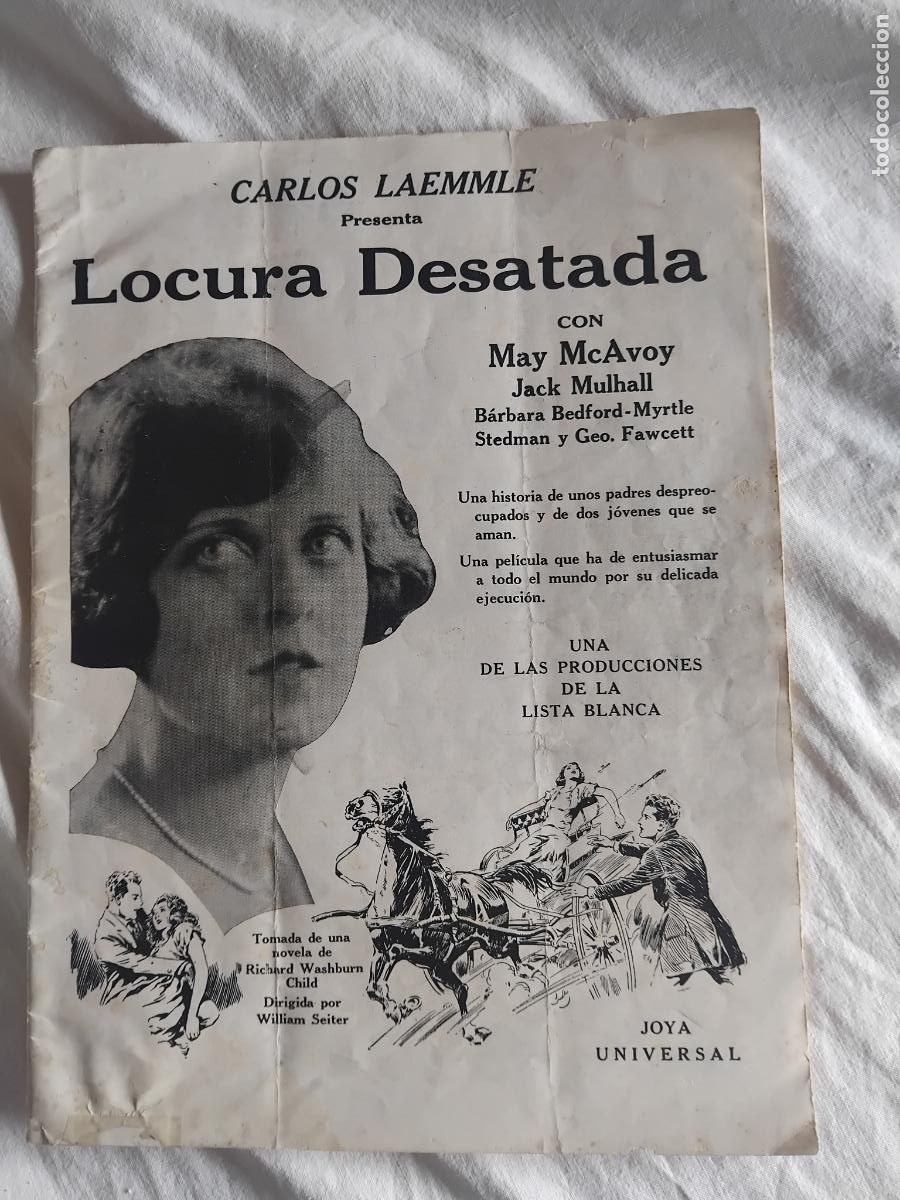 CARLOS LAEMMLE
Presenta
Locura Desatada
CON
May McAvoy
Jack Mulhall
Bárbara Bedford-Myrtle
Stedman y Geo. Fawcett
Una historia de unos padres despreo-
cupados y de dos jóvenes que se
aman.
Una película que ha de entusiasmar
a todo el mundo por su delicada
ejecución.
UNA
DE LAS PRODUCCIONES
DE LA
LISTA BLANCA
Tomada de una
novela de
Richard Washburn
Child
Dirigida por
William Seiter
JOYA
UNIVERSAL
todocoleccion